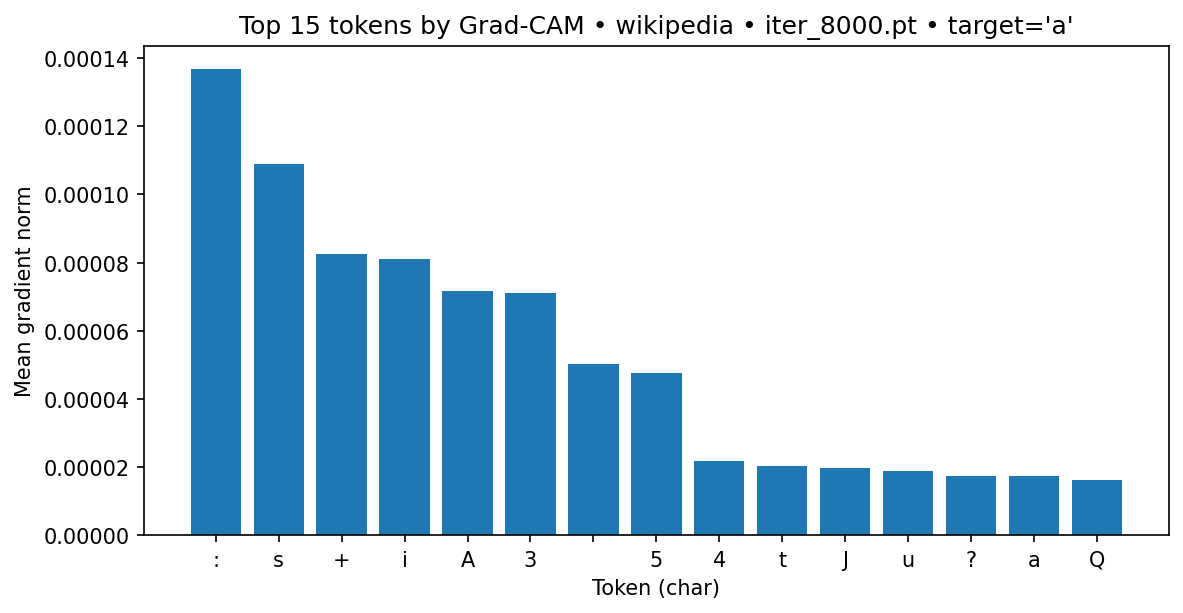 Top 15 tokens by Grad-CAM • wikipedia • iter_8000.pt • target='a'
Mean gradient norm
0.00014
0.00012
0.00010
0.00008
0.00006
0.00004
0.00002
0.00000
: s + i A 3 5 4 t J u ? a Q
Token (char)